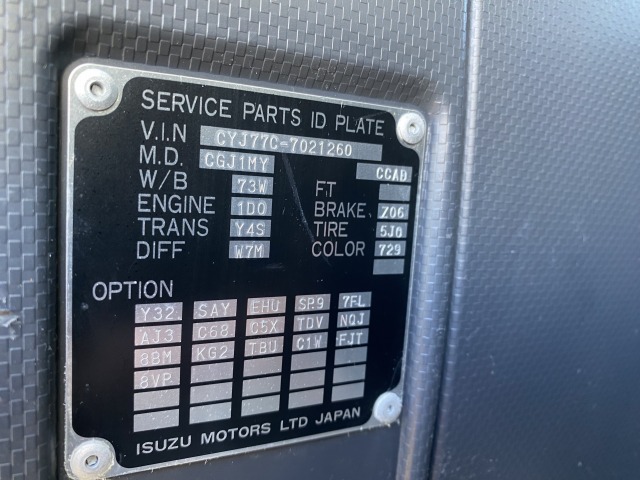 SERVICE PARTS ID PLATE
V.I.N CYJ77C-7021260
M.D. CGJ1MY CCAB
W/B 73W FT
ENGINE 1D0 BRAKE Z06
TRANS Y4S TIRE 5J0
DIFF W7M COLOR 729
OPTION
Y32 SAY EHU SP9 7FL
AJ3 C68 C5X TDV NQJ
8BM KG2 TBU C1W FJT
8VP
ISUZU MOTORS LTD JAPAN